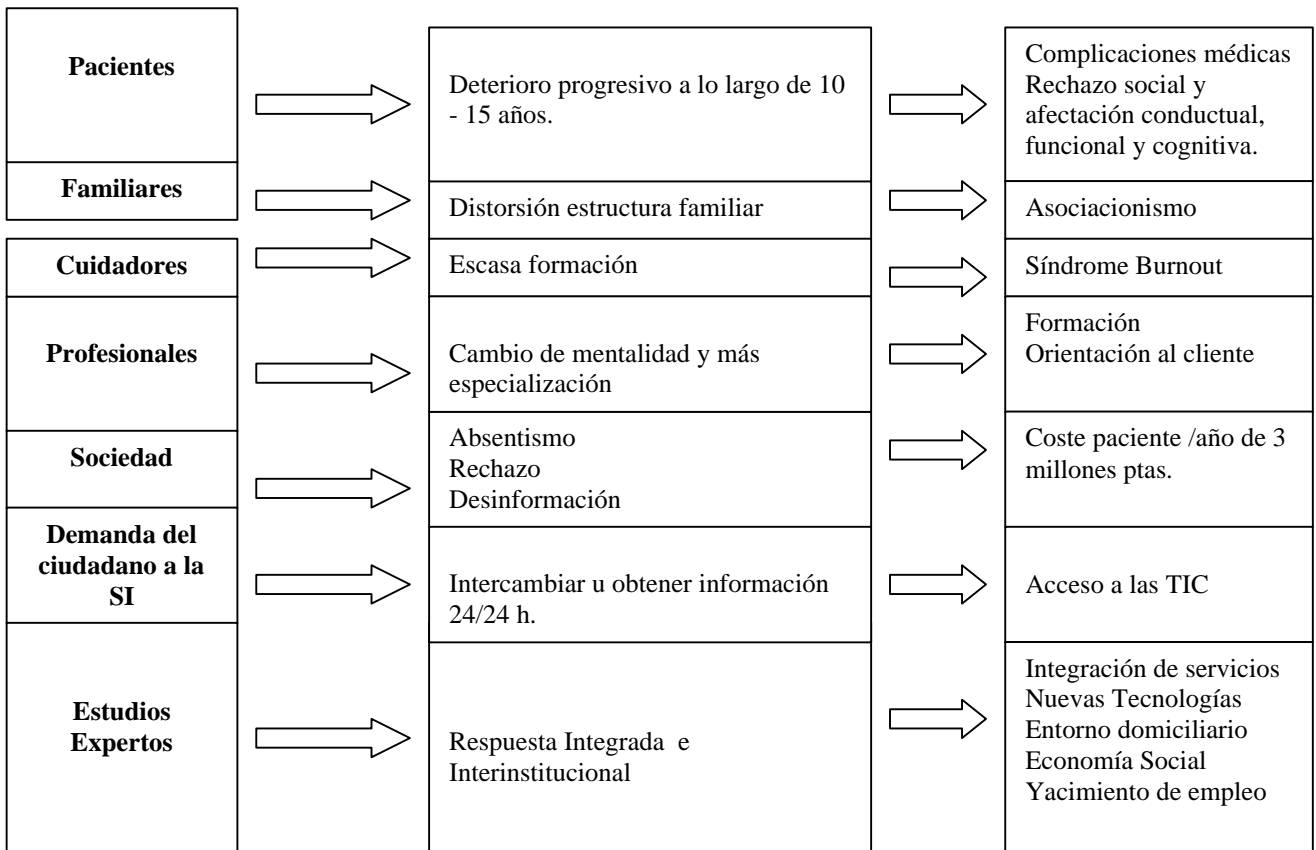 Pacientes
Deterioro progresivo a lo largo de 10
- 15 años.
Complicaciones médicas
Rechazo social y
afectación conductual,
funcional y cognitiva.
Familiares
Distorsión estructura familiar
Asociacionismo
Cuidadores
Escasa formación
Síndrome Burnout
Profesionales
Cambio de mentalidad y más
especialización
Formación
Orientación al cliente
Sociedad
Absentismo
Rechazo
Desinformación
Coste paciente /año de 3
millones ptas.
Demanda del
ciudadano a la
SI
Intercambiar u obtener información
24/24 h.
Acceso a las TIC
Estudios
Expertos
Respuesta Integrada e
Interinstitucional
Integración de servicios
Nuevas Tecnologías
Entorno domiciliario
Economía Social
Yacimiento de empleo